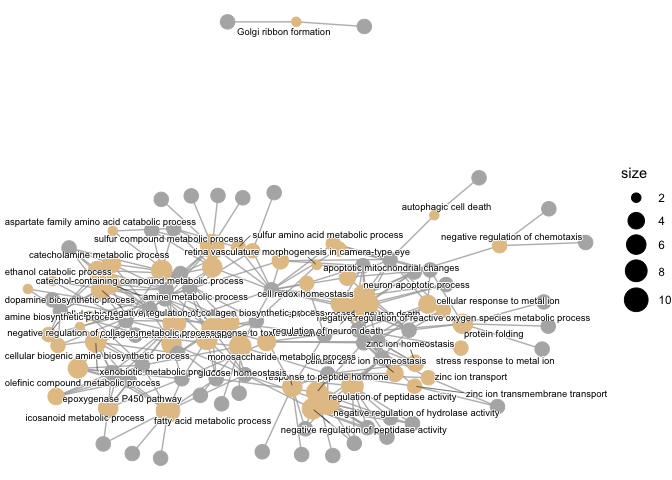 Golgi ribbon formation
size
2
4
6
8
10
autophagic cell death
aspartate family amino acid catabolic process
sulfur compound metabolic process
sulfur amino acid metabolic process
negative regulation of chemotaxis
catecholamine metabolic process
retina vasculature morphogenesis in camera-type eye
ethanol catabolic process
apoptotic mitochondrial changes
catechol-containing compound metabolic process
neuron apoptotic process
dopamine biosynthetic process
amine metabolic process
cell redox homeostasis
cellular response to metal ion
amine biosynthetic process
negative regulation of collagen biosynthetic process
neuron death
negative regulation of reactive oxygen species metabolic process
negative regulation of collagen metabolic process
response to
regulation of neuron death
protein folding
zinc ion homeostasis
cellular biogenic amine biosynthetic process
monosaccharide metabolic process
cellular zinc ion homeostasis
stress response to metal ion
xenobiotic metabolic process
glucose homeostasis
response to peptide hormone
zinc ion transport
olefinic compound metabolic process
epoxygenase P450 pathway
regulation of peptidase activity
zinc ion transmembrane transport
icosanoid metabolic process
fatty acid metabolic process
negative regulation of hydrolase activity
negative regulation of peptidase activity